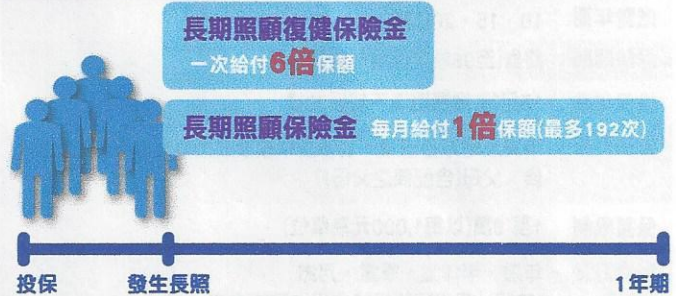 長期照顧復健保險金
一次給付6倍保額
長期照顧保險金 每月給付1倍保額(最多192次)
投保 發生長照 1年期